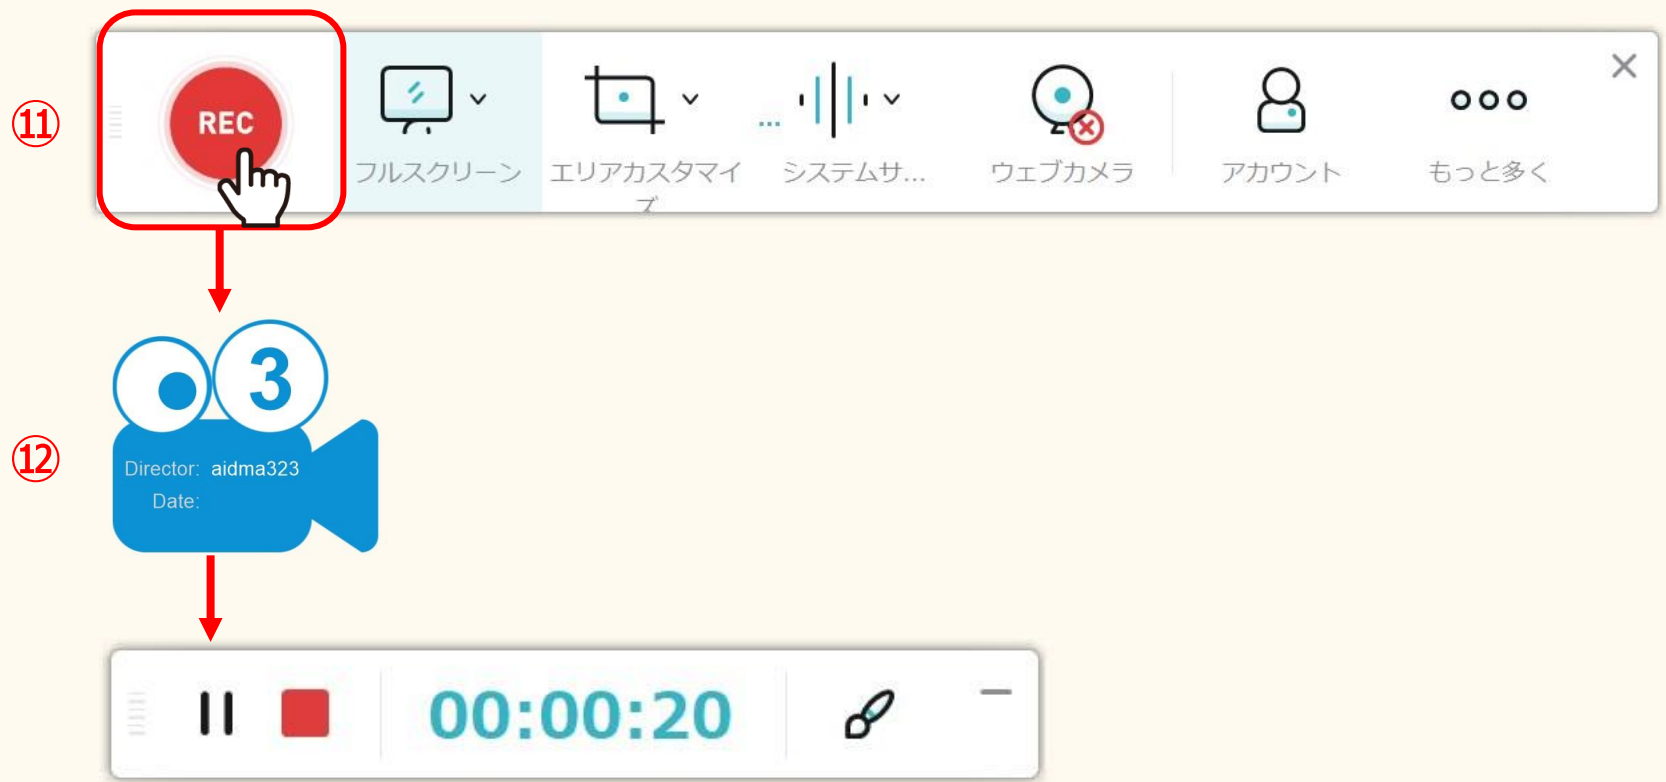 ⑪
REC
フルスクリーン
エリアカスタマイ
ズ
...
システムサ...
ウェブカメラ
アカウント
もっと多く
3
⑫
Director: aidma323
Date:
00:00:20